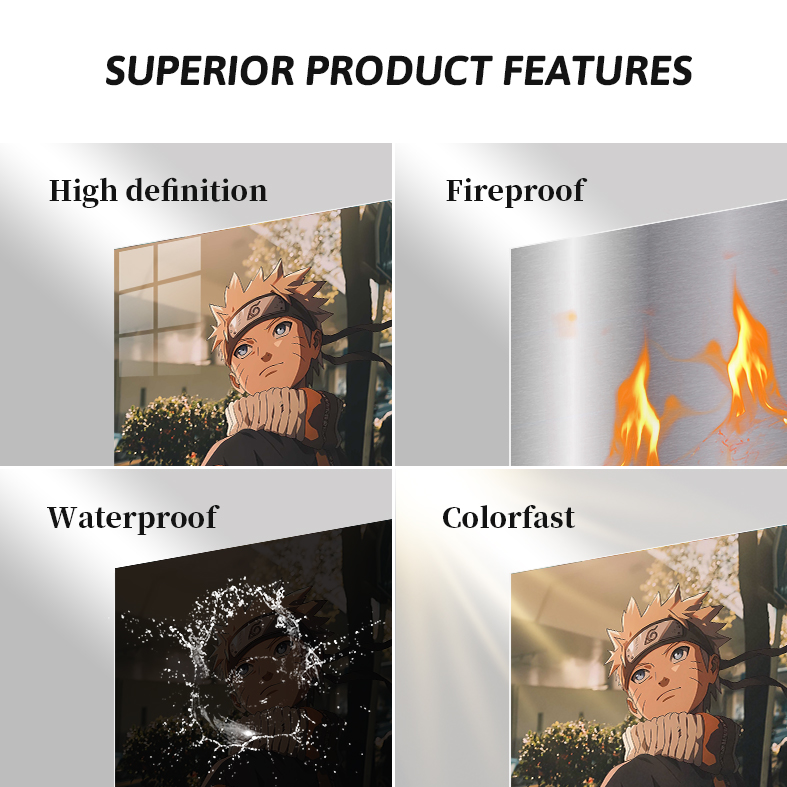 SUPERIOR PRODUCT FEATURES
High definition
Fireproof
Waterproof
Colorfast